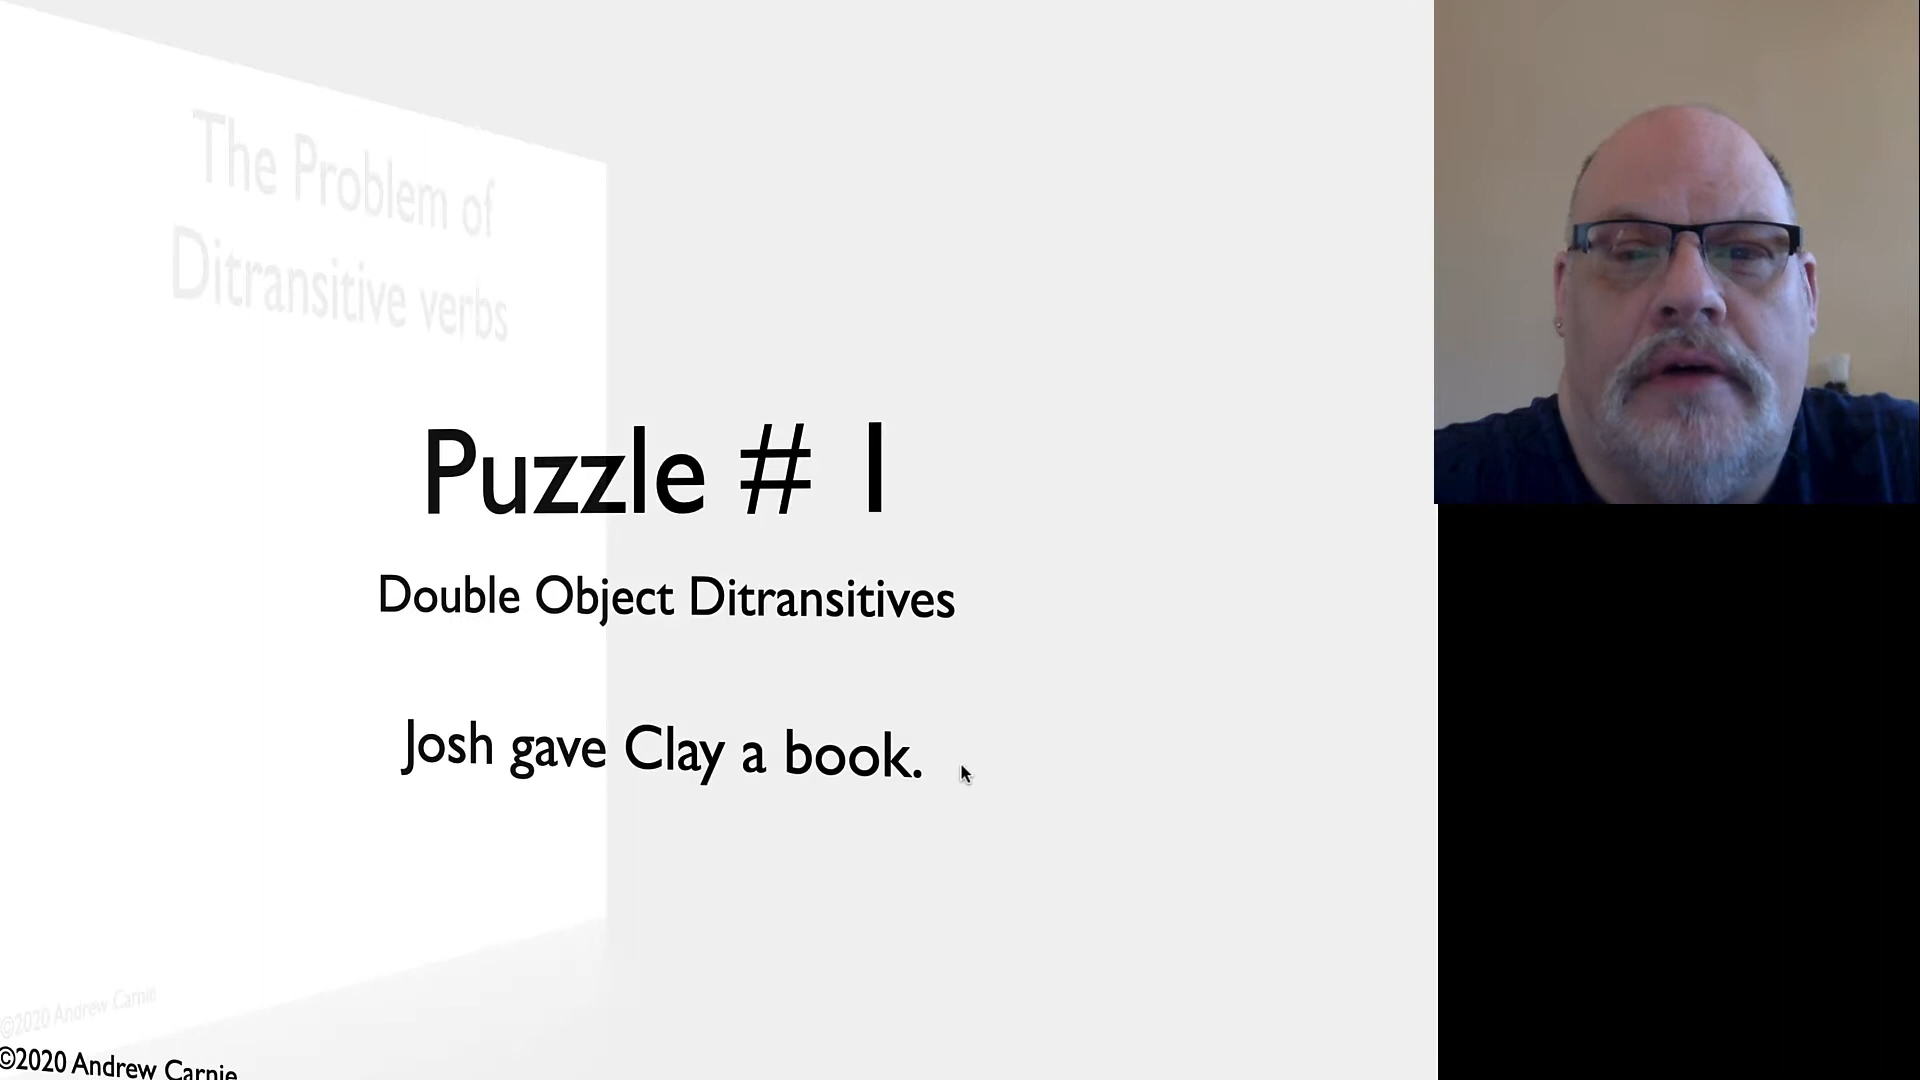 The Problem of
Ditransitive verbs
Puzzle # 1
Double Object Ditransitives
Josh gave Clay a book.
©2020 Andrew Carnie
©2020 Andrew Carnie